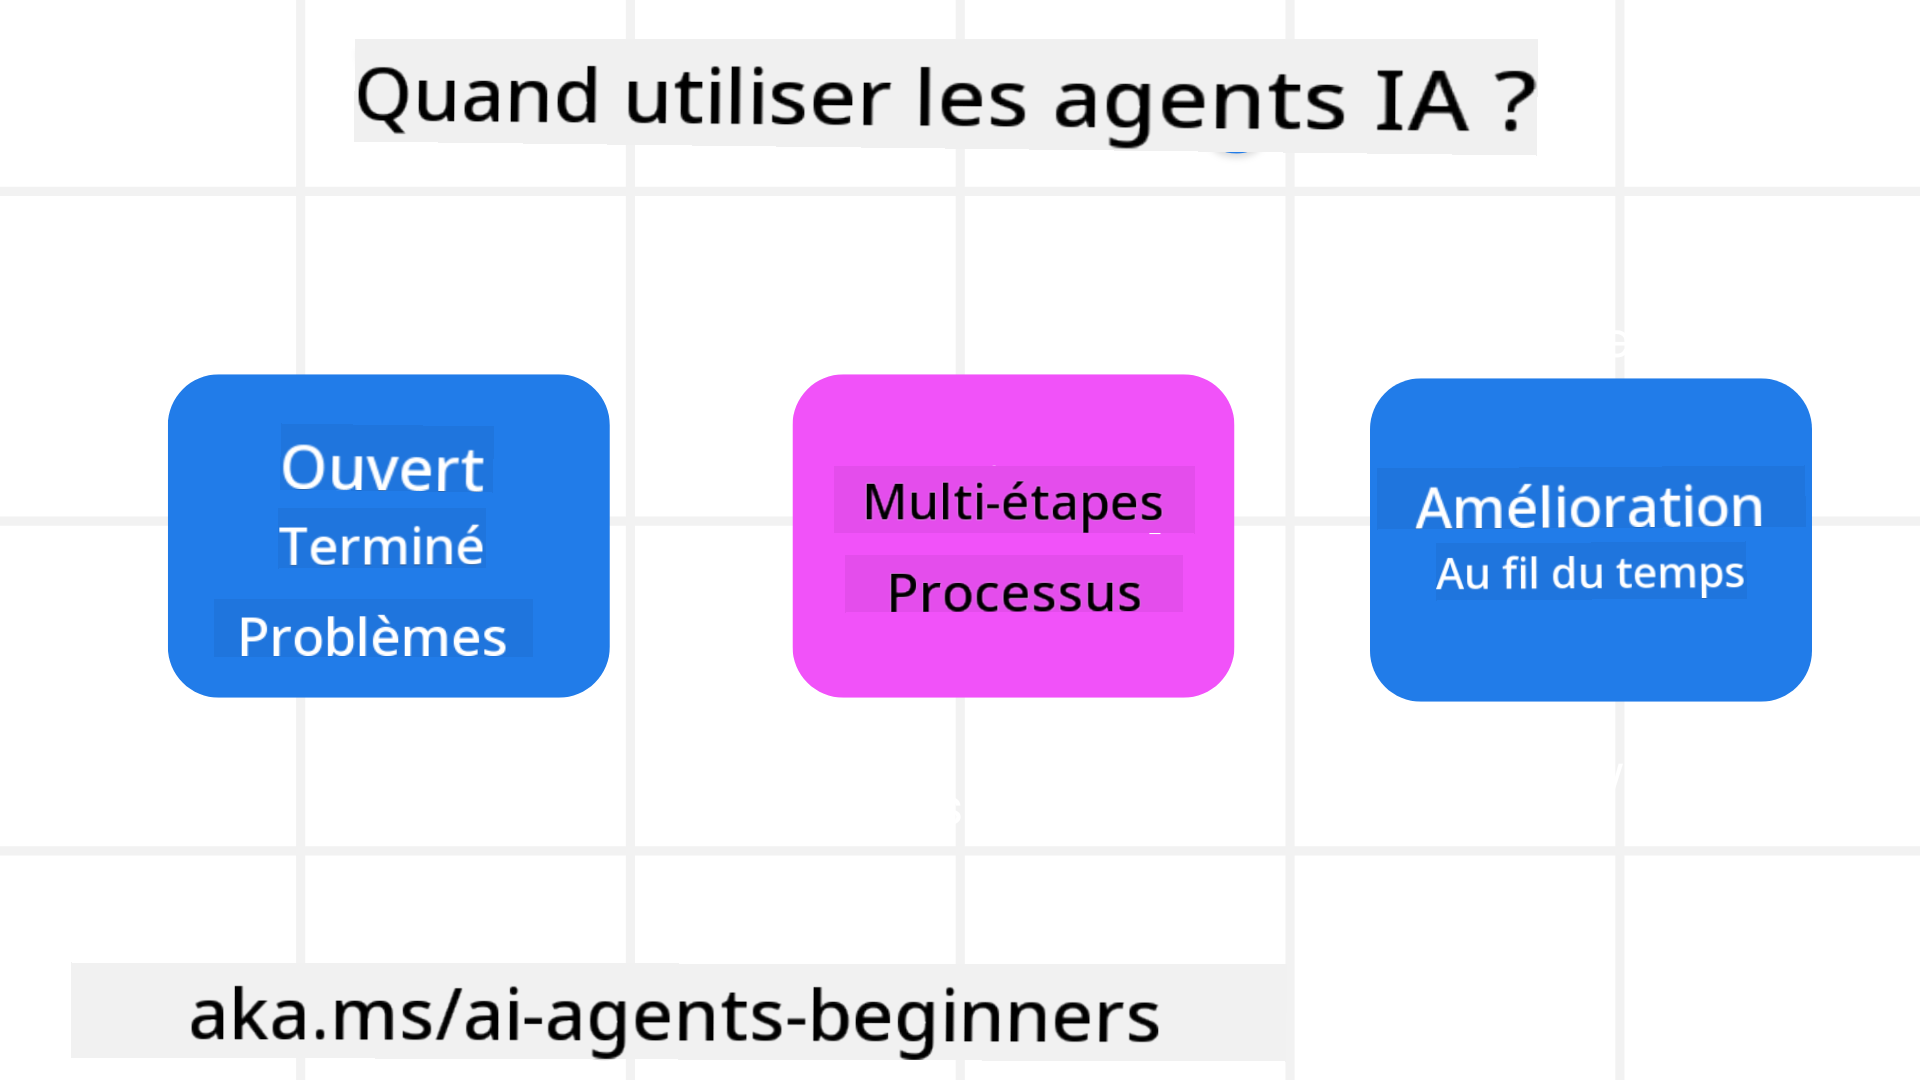 Quand utiliser les agents IA ?
Ouvert
Terminé
Problèmes
Multi-étapes
Processus
Amélioration
Au fil du temps
aka.ms/ai-agents-beginners